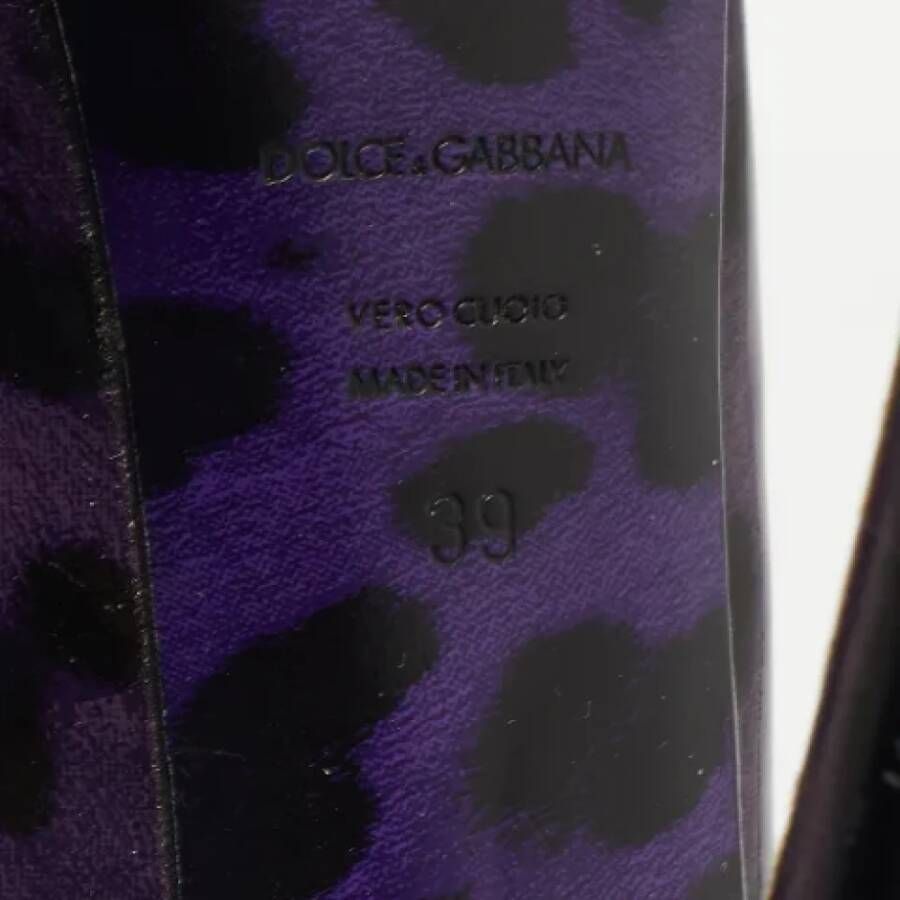 DOLCE & GABBANA
VERO CUOIO
MADE IN ITALY
39